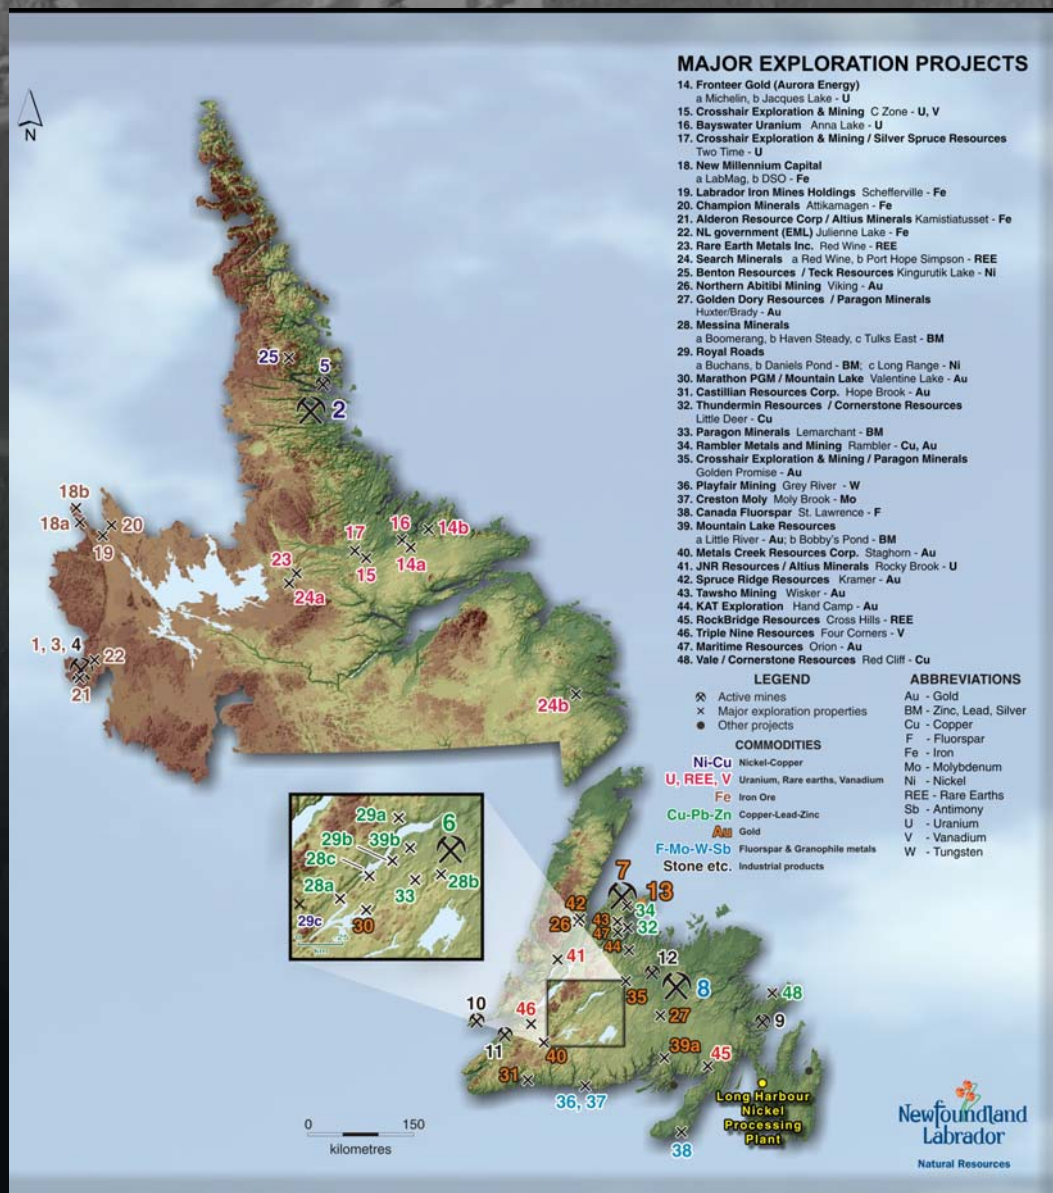 MAJOR EXPLORATION PROJECTS
14. Fronteer Gold (Aurora Energy)
a Michelin, b Jacques Lake - U
15. Crosshair Exploration & Mining C Zone - U, V
16. Bayswater Uranium Anna Lake - U
17. Crosshair Exploration & Mining / Silver Spruce Resources
Two Time - U
18. New Millennium Capital
a LabMag, b DSO - Fe
19. Labrador Iron Mines Holdings Schefferville - Fe
20. Champion Minerals Attikamagen - Fe
21. Alderon Resource Corp / Altius Minerals Kamistiatusset - Fe
22. NL government (EML) Julienne Lake - Fe
23. Rare Earth Metals Inc. Red Wine - REE
24. Search Minerals a Red Wine, b Port Hope Simpson - REE
25. Benton Resources / Teck Resources Kingurutik Lake - Ni
26. Northern Abitibi Mining Viking - Au
27. Golden Dory Resources / Paragon Minerals
Huxter/Brady - Au
28. Messina Minerals
a Boomerang, b Haven Steady, c Tulks East - BM
29. Royal Roads
a Buchans, b Daniels Pond - BM; c Long Range - Ni
30. Marathon PGM / Mountain Lake Valentine Lake - Au
31. Castillian Resources Corp. Hope Brook - Au
32. Thundermin Resources / Cornerstone Resources
Little Deer - Cu
33. Paragon Minerals Lemarchant - BM
34. Rambler Metals and Mining Rambler - Cu, Au
35. Crosshair Exploration & Mining / Paragon Minerals
Golden Promise - Au
36. Playfair Mining Grey River - W
37. Creston Moly Moly Brook - Mo
38. Canada Fluorspar St. Lawrence - F
39. Mountain Lake Resources
a Little River - Au; b Bobby's Pond - BM
40. Metals Creek Resources Corp. Staghorn - Au
41. JNR Resources / Altius Minerals Rocky Brook - U
42. Spruce Ridge Resources Kramer - Au
43. Tawsho Mining Wisker - Au
44. KAT Exploration Hand Camp - Au
45. RockBridge Resources Cross Hills - REE
46. Triple Nine Resources Four Corners - V
47. Maritime Resources Orion - Au
48. Vale / Cornerstone Resources Red Cliff - Cu
LEGEND
Active mines
Major exploration properties
Other projects
COMMODITIES
Ni-Cu Nickel-Copper
U, REE, V Uranium, Rare earths, Vanadium
Fe Iron Ore
Cu-Pb-Zn Copper-Lead-Zinc
Au Gold
F-Mo-W-Sb Fluorspar & Granophile metals
Stone etc. Industrial products
ABBREVIATIONS
Au - Gold
BM - Zinc, Lead, Silver
Cu - Copper
F - Fluorspar
Fe - Iron
Mo - Molybdenum
Ni - Nickel
REE - Rare Earths
Sb - Antimony
U - Uranium
V - Vanadium
W - Tungsten
N
25
5
2
18b
18a
20
19
17
16
14b
15
14a
23
24a
1, 3, 4
22
21
24b
29a
29b
39b
6
28c
28a
33
28b
29c
30
25
km
7
13
42
26
43
34
47
32
44
41
12
8
35
48
10
46
27
9
11
40
39a
45
31
36, 37
38
Long Harbour
Nickel
Processing
Plant
0 150
kilometres
Newfoundland
Labrador
Natural Resources